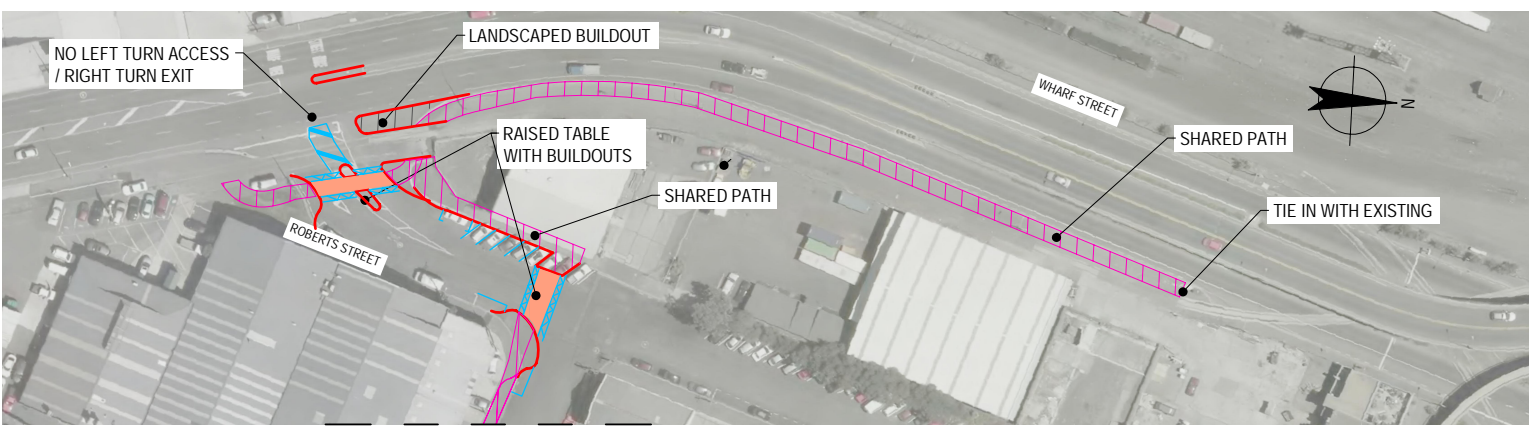 LANDSCAPED BUILDOUT
NO LEFT TURN ACCESS
/ RIGHT TURN EXIT
WHARF STREET
N
RAISED TABLE
WITH BUILDOUTS
SHARED PATH
SHARED PATH
TIE IN WITH EXISTING
ROBERTS STREET